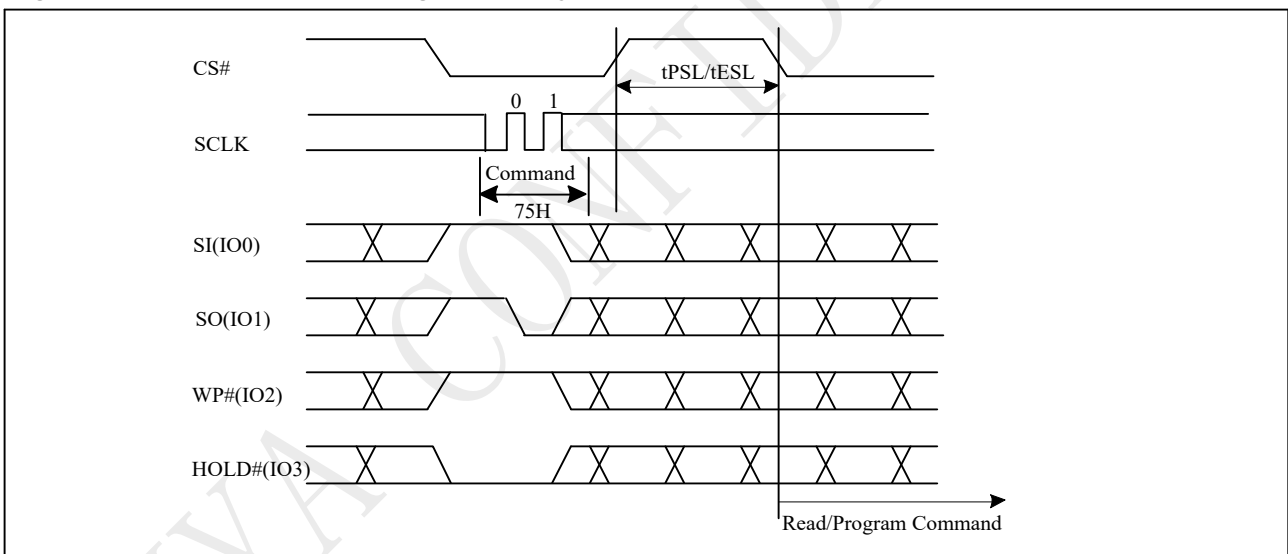 CS#
tPSL/tESL
0 1
SCLK
Command
75H
SI(IO0)
SO(IO1)
WP#(IO2)
HOLD#(IO3)
Read/Program Command